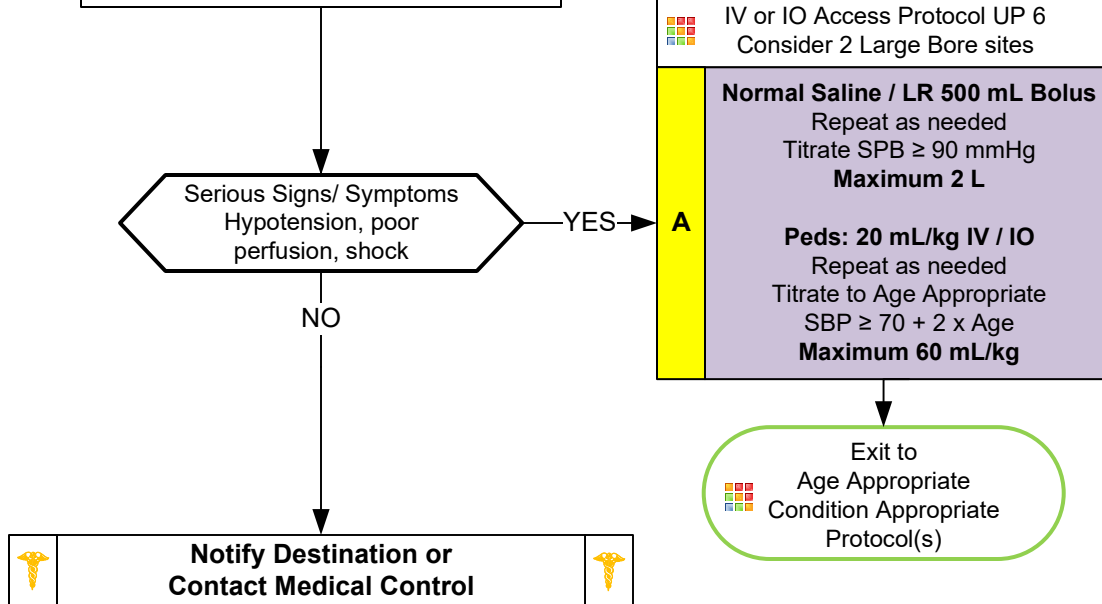 IV or IO Access Protocol UP 6
Consider 2 Large Bore sites
A
Normal Saline / LR 500 mL Bolus
Repeat as needed
Titrate SPB ≥ 90 mmHg
Maximum 2 L
Peds: 20 mL/kg IV / IO
Repeat as needed
Titrate to Age Appropriate
SBP ≥ 70 + 2 x Age
Maximum 60 mL/kg
Serious Signs/ Symptoms
Hypotension, poor
perfusion, shock
YES
NO
Exit to
Age Appropriate
Condition Appropriate
Protocol(s)
Notify Destination or
Contact Medical Control